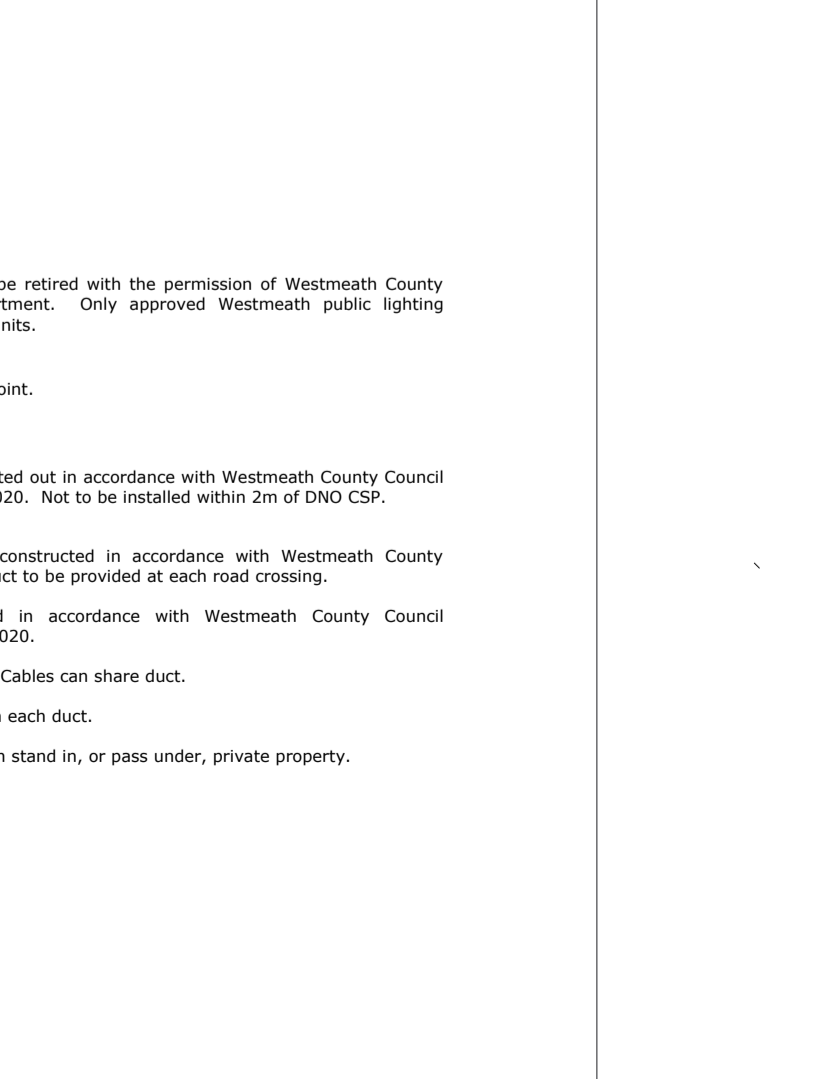 be retired with the permission of Westmeath County
rtment. Only approved Westmeath public lighting
nits.
oint.
ted out in accordance with Westmeath County Council
020. Not to be installed within 2m of DNO CSP.
constructed in accordance with Westmeath County
ct to be provided at each road crossing.
d in accordance with Westmeath County Council
020.
Cables can share duct.
each duct.
stand in, or pass under, private property.